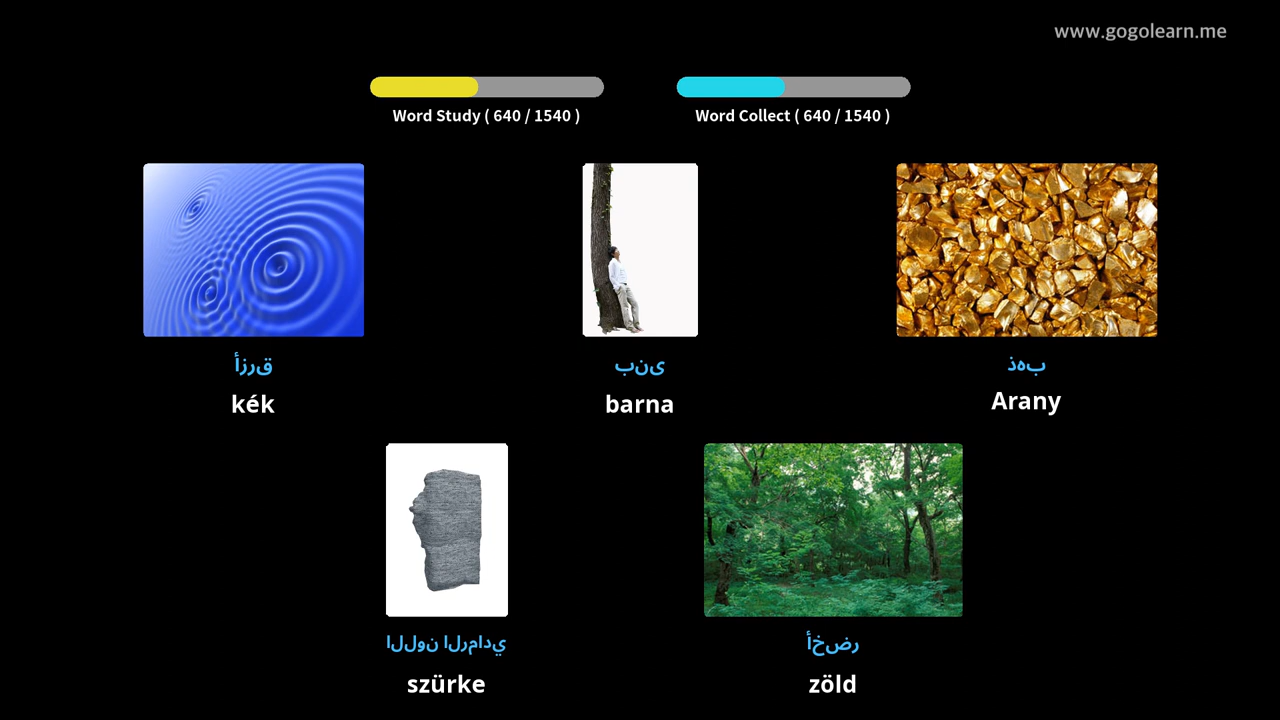 www.gogolearn.me
Word Study ( 640 / 1540 )
Word Collect ( 640 / 1540 )
أزرق
بنى
ذهب
kék
barna
Arany
اللون الرمادي
أخضر
szürke
zöld